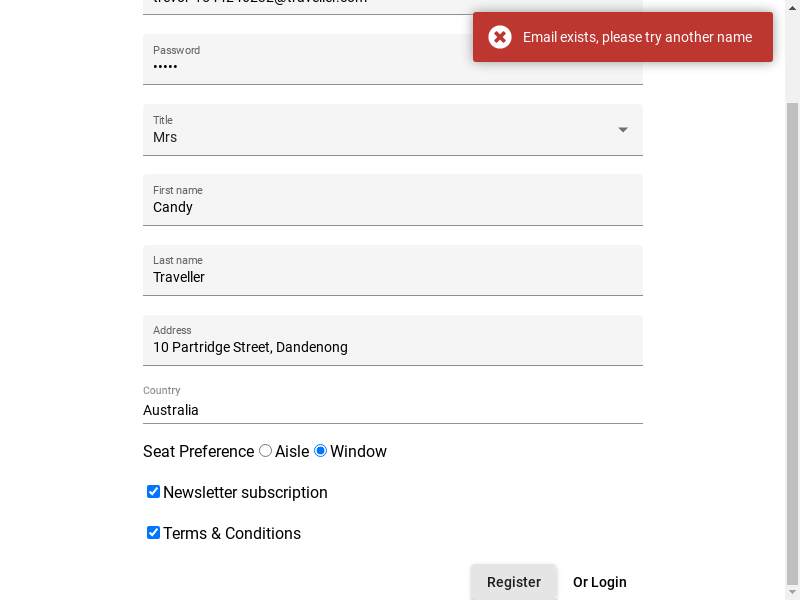 Email exists, please try another name
Password
•••••
Title
Mrs
First name
Candy
Last name
Traveller
Address
10 Partridge Street, Dandenong
Country
Australia
Seat Preference Aisle Window
Newsletter subscription
Terms & Conditions
Register Or Login